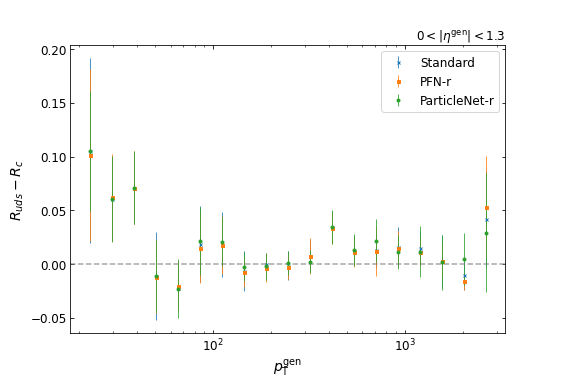 0 < |η^gen| < 1.3
0.20
0.15
0.10
0.05
0.00
−0.05
R_uds − R_c
Standard
PFN-r
ParticleNet-r
10^2
10^3
p_T^gen